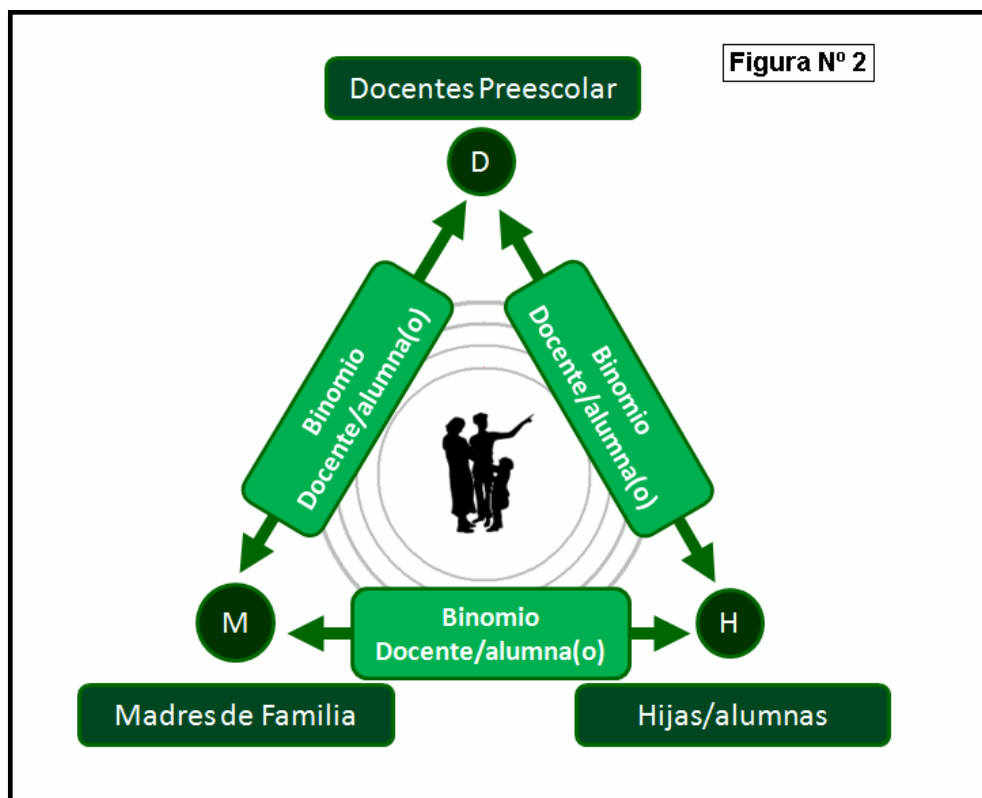 Figura Nº 2
Docentes Preescolar
D
Binomio
Docente/alumna(o)
Binomio
Docente/alumna(o)
M
Binomio
Docente/alumna(o)
H
Madres de Familia
Hijas/alumnas